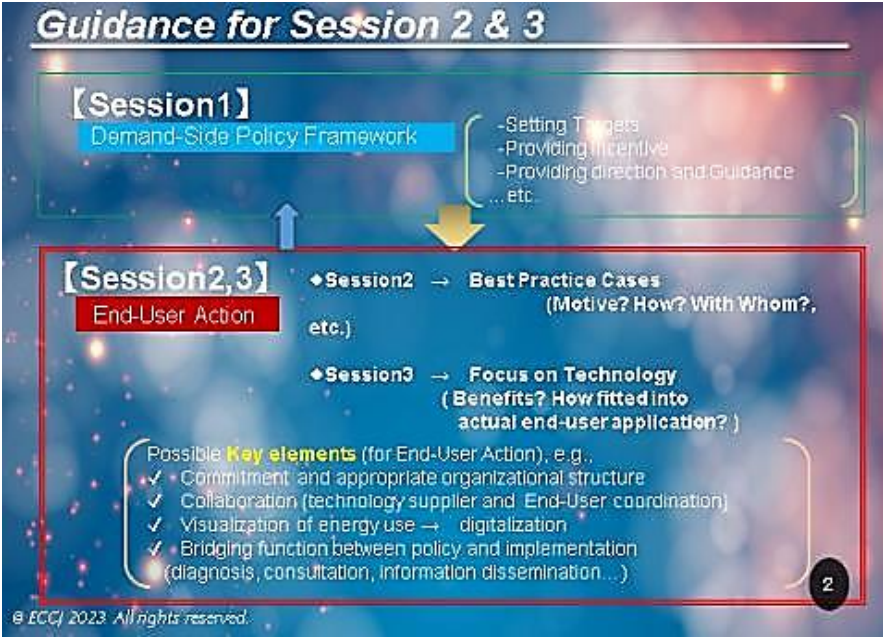 Guidance for Session 2 & 3
【Session1】
Demand-Side Policy Framework
-Setting Targets
-Providing Incentive
-Providing direction and Guidance
…etc.
【Session2,3】
End-User Action
◆Session2 → Best Practice Cases
(Motive? How? With Whom?,
etc.)
◆Session3 → Focus on Technology
( Benefits? How fitted into
actual end-user application? )
Possible Key elements (for End-User Action), e.g.,
✓ Commitment and appropriate organizational structure
✓ Collaboration (technology supplier and End-User coordination)
✓ Visualization of energy use → digitalization
✓ Bridging function between policy and implementation
(diagnosis, consultation, information dissemination…)
2
© ECCJ 2023. All rights reserved.